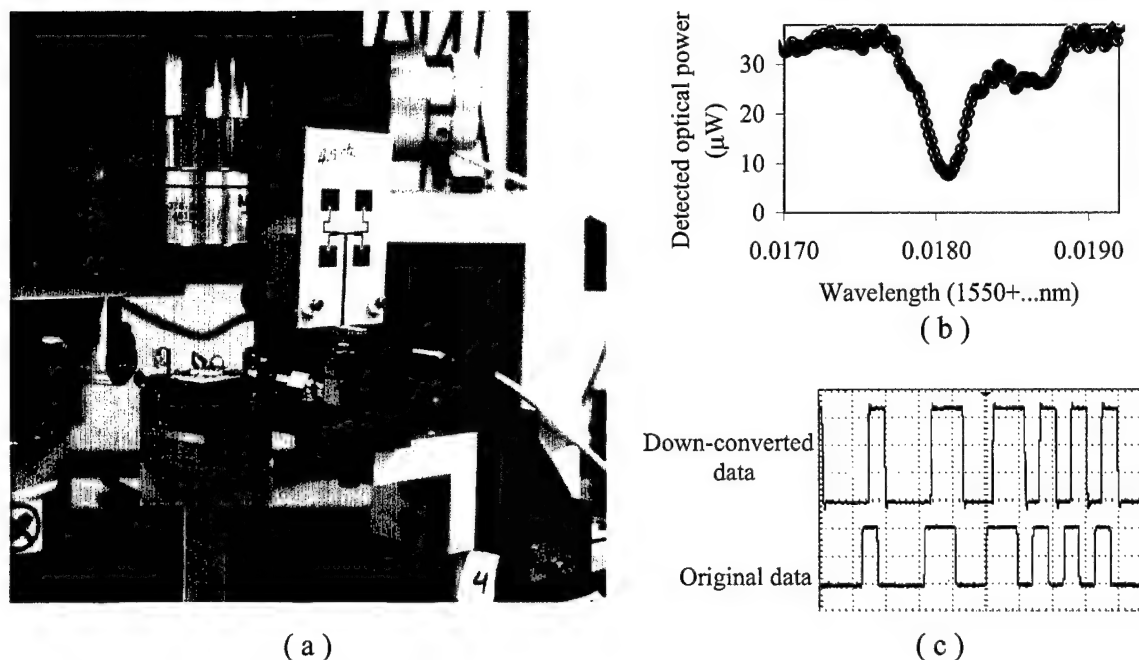 4
( a )
Detected optical power
(µW)
30
20
10
0
0.0170
0.0180
0.0190
Wavelength (1550+...nm)
( b )
Down-converted
data
Original data
( c )